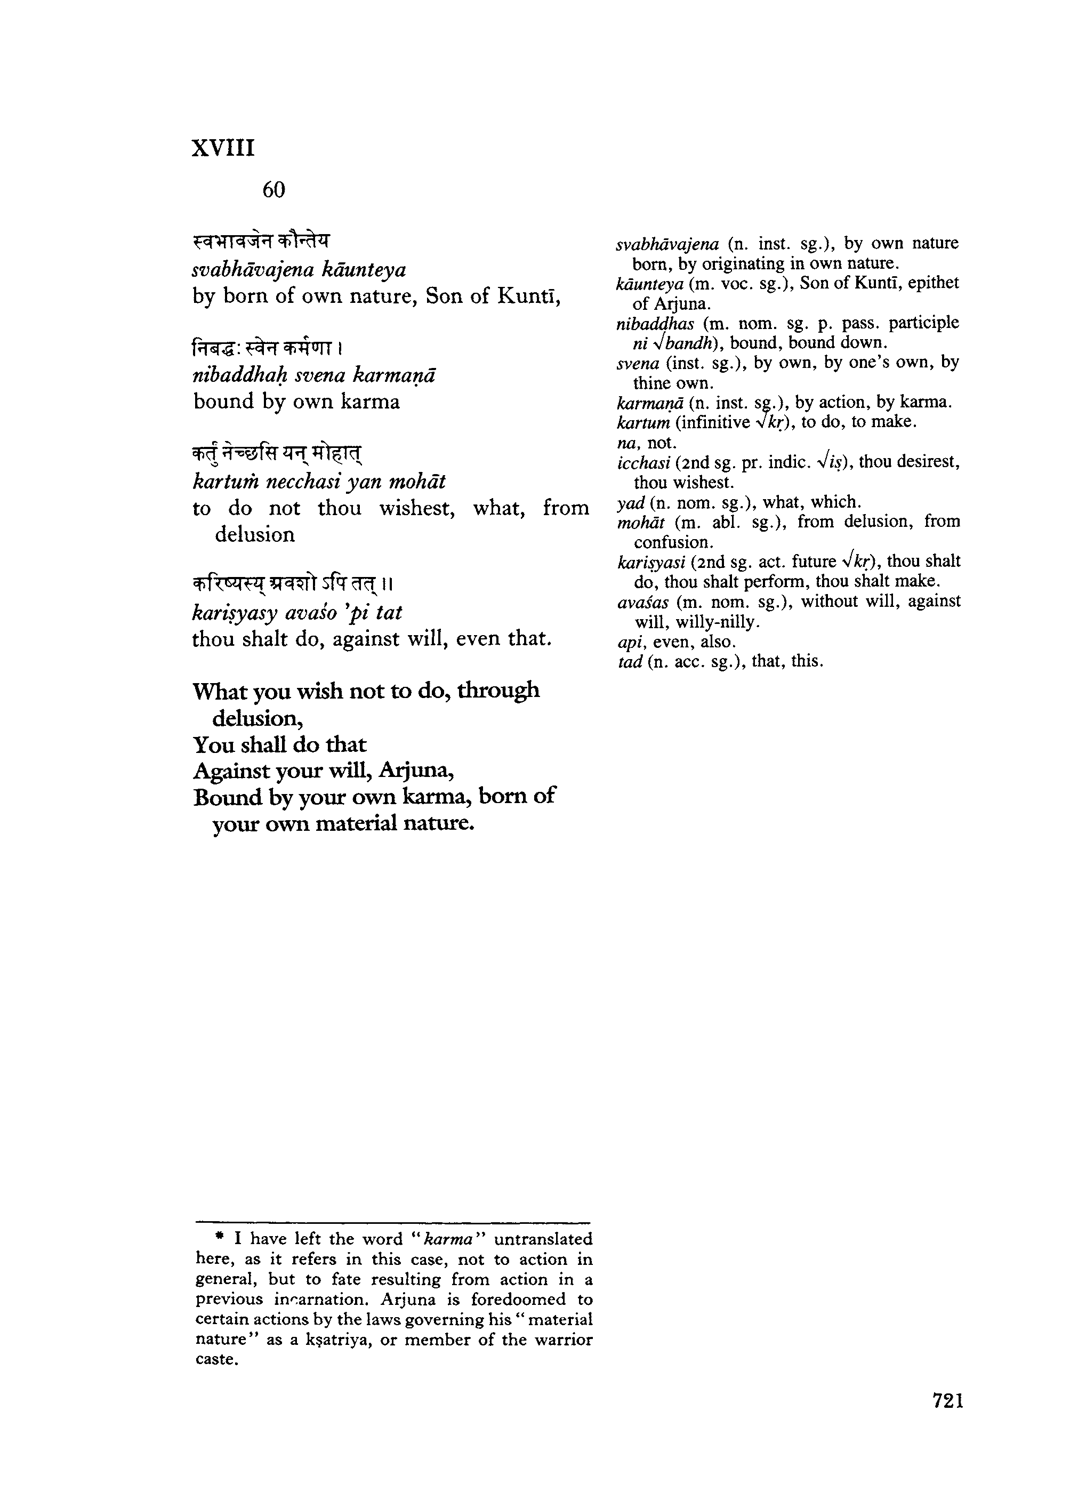 XVIII
60
स्वभावजेन कौन्तेय
svabhāvajena kāunteya
by born of own nature, Son of Kuntī,
निबद्धः स्वेन कर्मणा ।
nibaddhaḥ svena karmaṇā
bound by own karma
कर्तुं नेच्छसि यन् मोहात्
kartuṁ necchasi yan mohāt
to do not thou wishest, what, from
delusion
करिष्यस्य् अवशो ऽपि तत् ॥
kariṣyasy avaśo 'pi tat
thou shalt do, against will, even that.
What you wish not to do, through
delusion,
You shall do that
Against your will, Arjuna,
Bound by your own karma, born of
your own material nature.
svabhāvajena (n. inst. sg.), by own nature
born, by originating in own nature.
kāunteya (m. voc. sg.), Son of Kuntī, epithet
of Arjuna.
nibaddhas (m. nom. sg. p. pass. participle
ni √bandh), bound, bound down.
svena (inst. sg.), by own, by one's own, by
thine own.
karmaṇā (n. inst. sg.), by action, by karma.
kartum (infinitive √kṛ), to do, to make.
na, not.
icchasi (2nd sg. pr. indic. √iṣ), thou desirest,
thou wishest.
yad (n. nom. sg.), what, which.
mohāt (m. abl. sg.), from delusion, from
confusion.
kariṣyasi (2nd sg. act. future √kṛ), thou shalt
do, thou shalt perform, thou shalt make.
avaśas (m. nom. sg.), without will, against
will, willy-nilly.
api, even, also.
tad (n. acc. sg.), that, this.
* I have left the word "karma" untranslated
here, as it refers in this case, not to action in
general, but to fate resulting from action in a
previous incarnation. Arjuna is foredoomed to
certain actions by the laws governing his "material
nature" as a kṣatriya, or member of the warrior
caste.
721